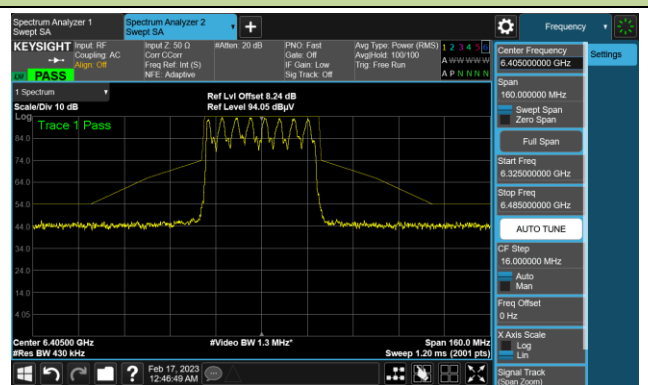 Spectrum Analyzer 1
Swept SA
Spectrum Analyzer 2
Swept SA
+
Frequency
KEYSIGHT
Input: RF
Coupling: AC
Align: Off
Input Z: 50 Ω
Corr CCorr
Freq Ref: Int (S)
NFE: Adaptive
#Atten: 20 dB
PNO: Fast
Gate: Off
IF Gain: Low
Sig Track: Off
Avg Type: Power (RMS)
Avg|Hold: 100/100
Trig: Free Run
1 2 3 4 5 6
A W W W W W
A P N N N N
PASS
1 Spectrum
Scale/Div 10 dB
Ref Lvl Offset 8.24 dB
Ref Level 94.05 dBµV
Log
Trace 1 Pass
84.0
74.0
64.0
54.0
44.0
34.0
24.0
14.0
4.05
Center 6.40500 GHz
#Res BW 430 kHz
#Video BW 1.3 MHz*
Span 160.0 MHz
Sweep 1.20 ms (2001 pts)
Center Frequency
6.405000000 GHz
Settings
Span
160.000000 MHz
Swept Span
Zero Span
Full Span
Start Freq
6.325000000 GHz
Stop Freq
6.485000000 GHz
AUTO TUNE
CF Step
16.000000 MHz
Auto
Man
Freq Offset
0 Hz
X Axis Scale
Log
Lin
Signal Track
(Span Zoom)
?
Feb 17, 2023
12:46:49 AM